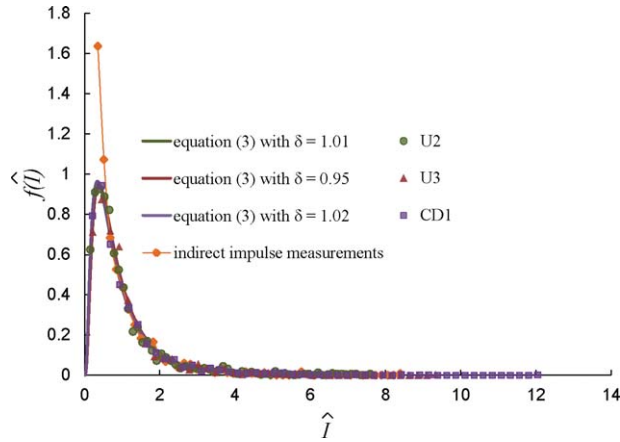 1.8
1.6
1.4
1.2
1
0.8
0.6
0.4
0.2
0
f(Î)
equation (3) with δ = 1.01
U2
equation (3) with δ = 0.95
U3
equation (3) with δ = 1.02
CD1
indirect impulse measurements
0 2 4 6 8 10 12 14
Î